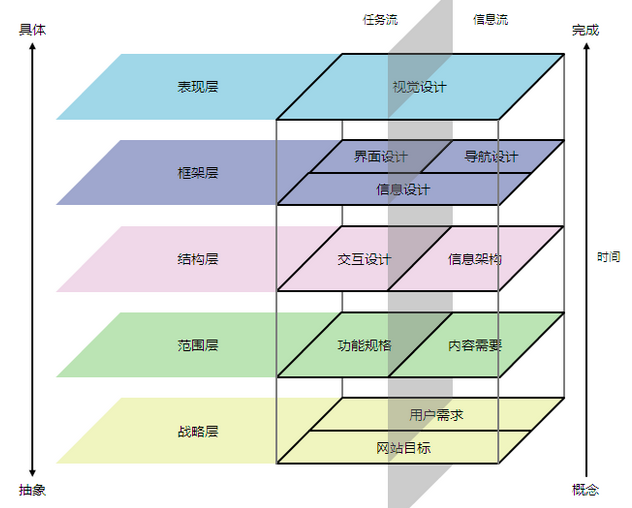 任务流 信息流
具体 完成
表现层 视觉设计
界面设计 导航设计
框架层
信息设计
结构层 交互设计 信息架构
时间
范围层 功能规格 内容需要
用户需求
战略层
网站目标
抽象 概念